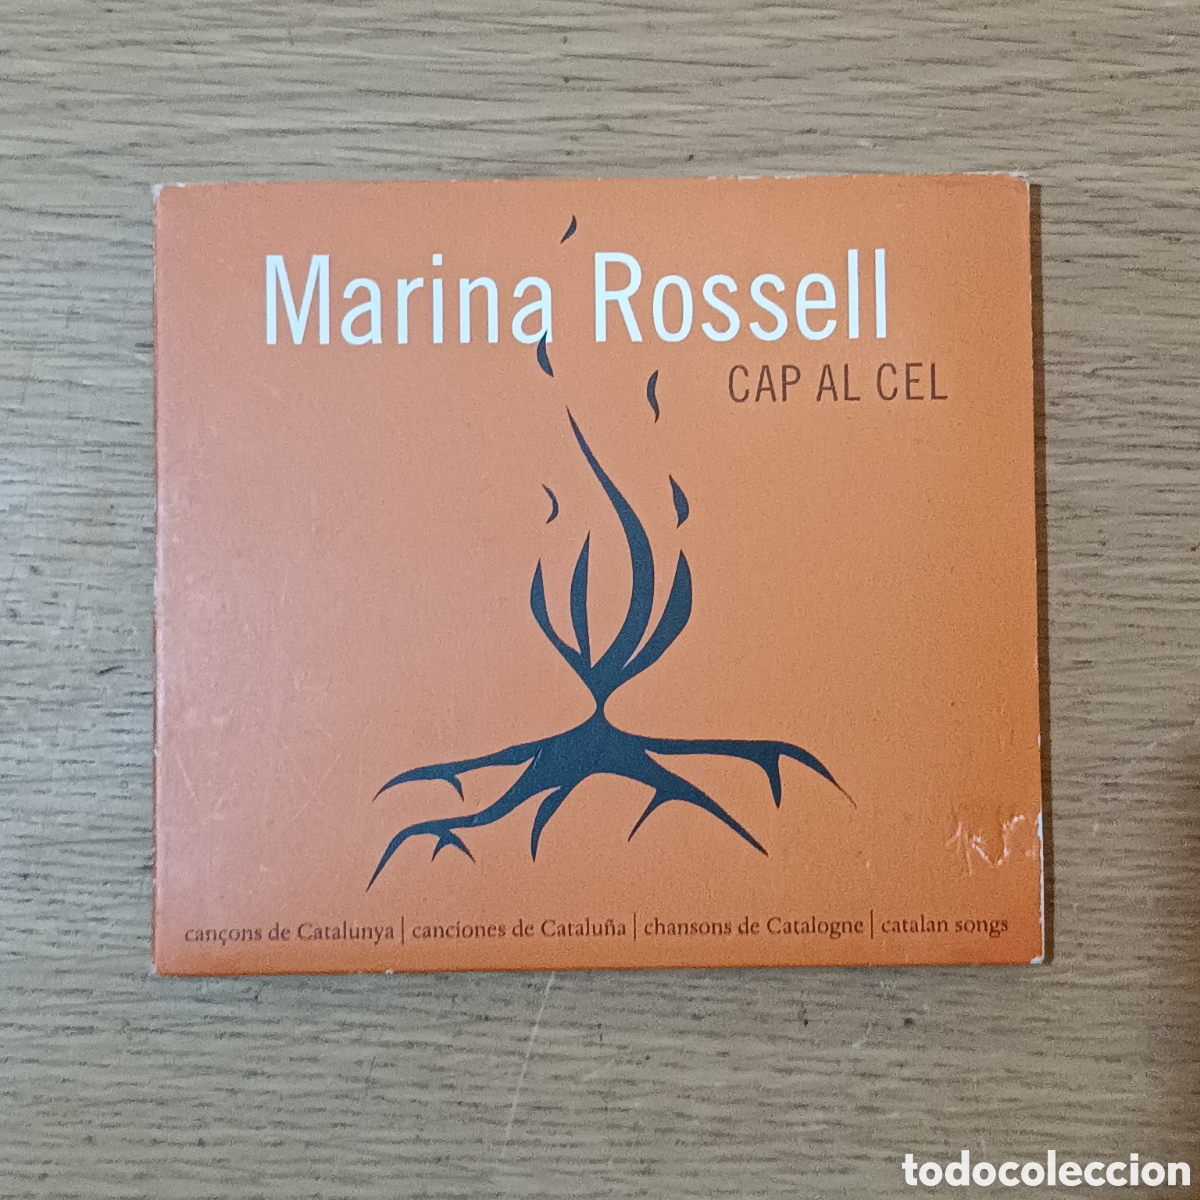 Marina Rossell
CAP AL CEL
cançons de Catalunya | canciones de Cataluña | chansons de Catalogne | catalan songs
todocoleccion